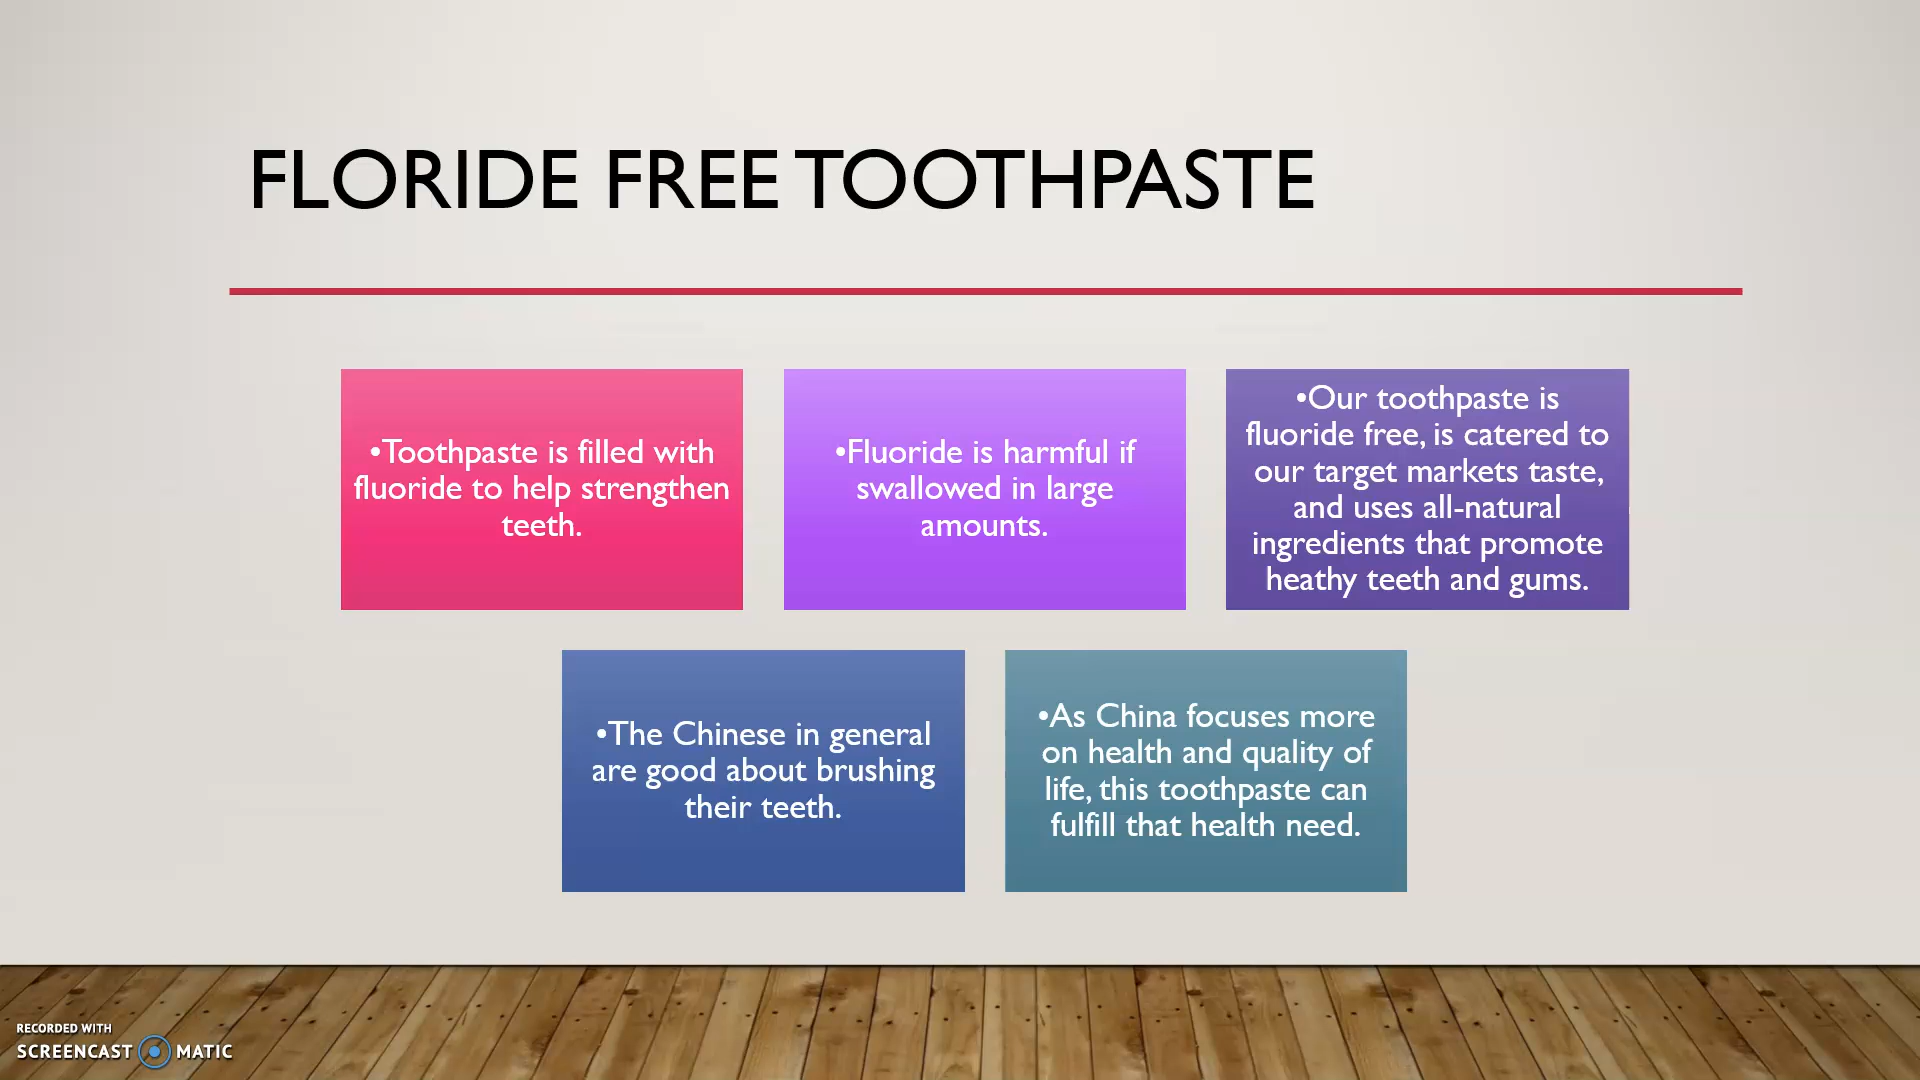 FLORIDE FREE TOOTHPASTE
•Toothpaste is filled with
fluoride to help strengthen
teeth.
•Fluoride is harmful if
swallowed in large
amounts.
•Our toothpaste is
fluoride free, is catered to
our target markets taste,
and uses all-natural
ingredients that promote
heathy teeth and gums.
•The Chinese in general
are good about brushing
their teeth.
•As China focuses more
on health and quality of
life, this toothpaste can
fulfill that health need.
RECORDED WITH
SCREENCAST MATIC